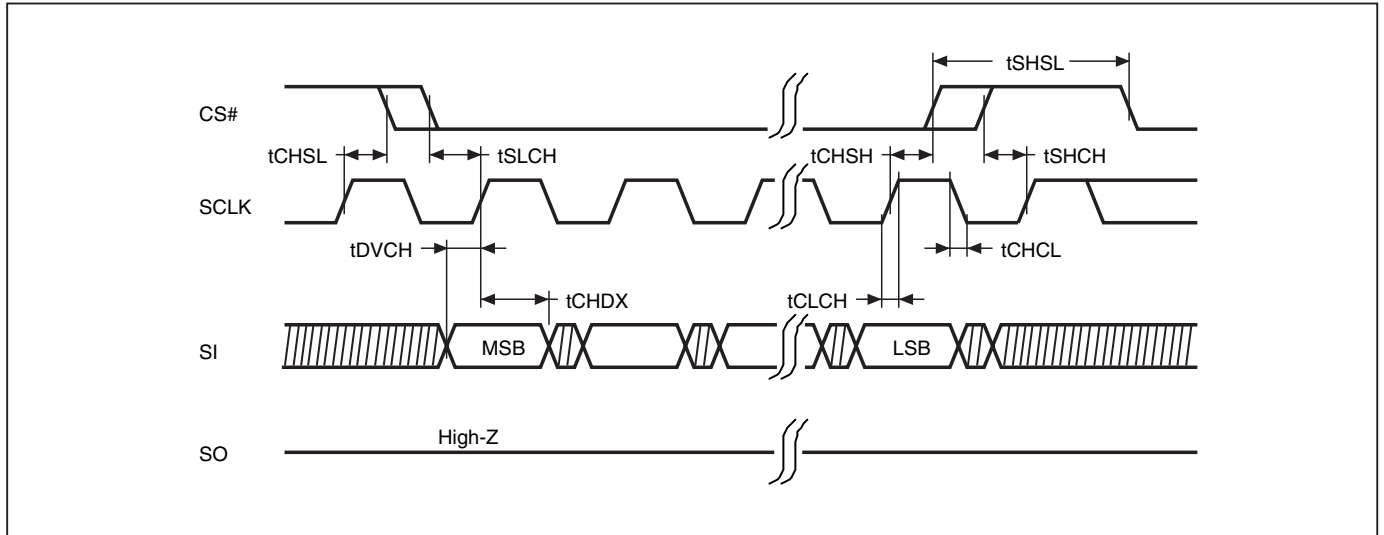 tSHSL
CS#
tCHSL
tSLCH
tCHSH
tSHCH
SCLK
tDVCH
tCHCL
tCHDX
tCLCH
SI
MSB
LSB
High-Z
SO